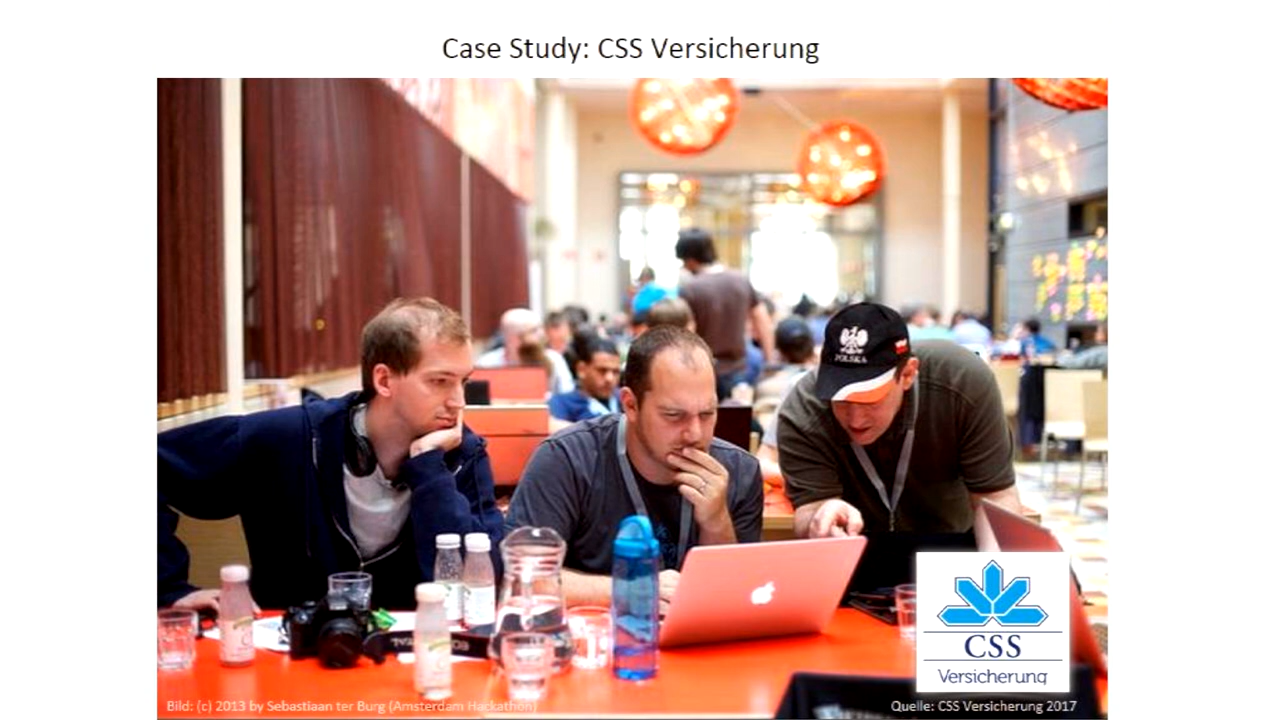 Case Study: CSS Versicherung
POLSKA
CSS
Versicherung
Bild: (c) 2013 by Sebastiaan ter Burg (Amsterdam Hackathon)
Quelle: CSS Versicherung 2017